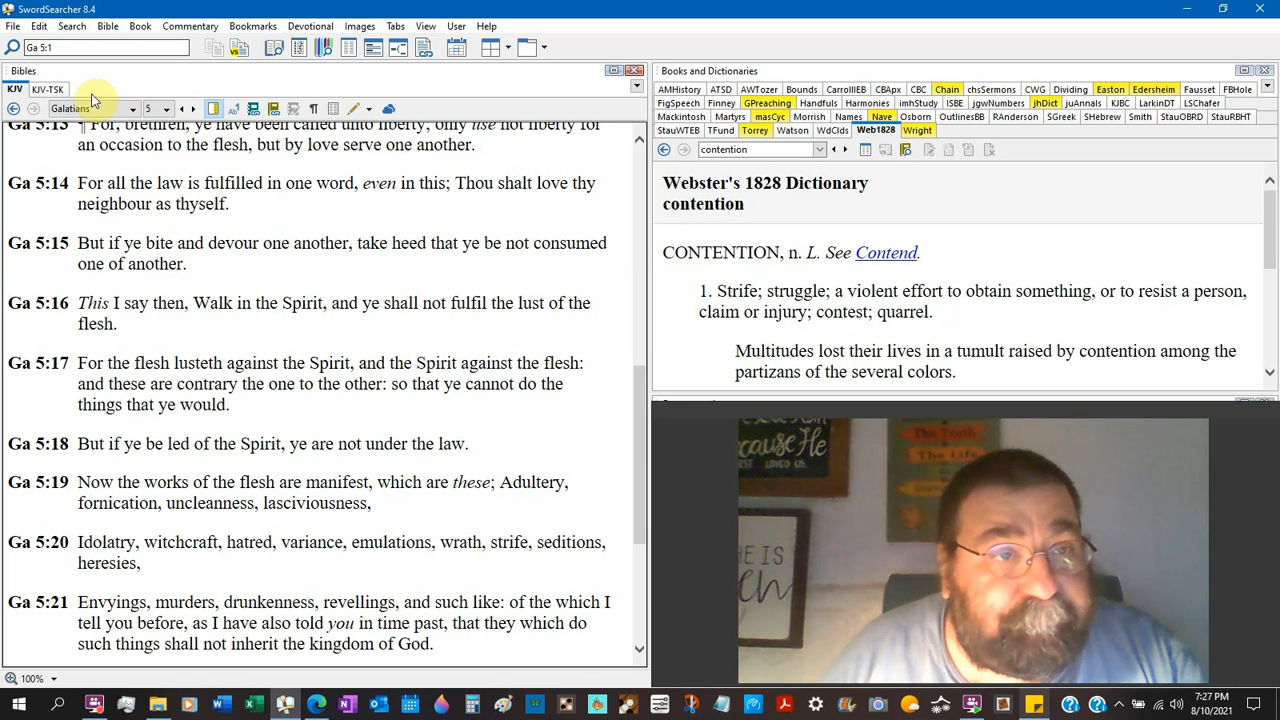 SwordSearcher 8.4
File Edit Search Bible Book Commentary Bookmarks Devotional Images Tabs View User Help
Ga 5:1
Bibles
KJV KJV-TSK
Galatians 5
Ga 5:13 ¶ For, brethren, ye have been called unto liberty; only use not liberty for
an occasion to the flesh, but by love serve one another.
Ga 5:14 For all the law is fulfilled in one word, even in this; Thou shalt love thy
neighbour as thyself.
Ga 5:15 But if ye bite and devour one another, take heed that ye be not consumed
one of another.
Ga 5:16 This I say then, Walk in the Spirit, and ye shall not fulfil the lust of the
flesh.
Ga 5:17 For the flesh lusteth against the Spirit, and the Spirit against the flesh:
and these are contrary the one to the other: so that ye cannot do the
things that ye would.
Ga 5:18 But if ye be led of the Spirit, ye are not under the law.
Ga 5:19 Now the works of the flesh are manifest, which are these; Adultery,
fornication, uncleanness, lasciviousness,
Ga 5:20 Idolatry, witchcraft, hatred, variance, emulations, wrath, strife, seditions,
heresies,
Ga 5:21 Envyings, murders, drunkenness, revellings, and such like: of the which I
tell you before, as I have also told you in time past, that they which do
such things shall not inherit the kingdom of God.
100%
Books and Dictionaries
AMHistory ATSD AWTozer Bounds CarrollEB CBApx CBC Chain chsSermons CWG Dividing Easton Edersheim Fausset FBHole
FigSpeech Finney GPreaching Handfuls Harmonies imhStudy ISBE jgwNumbers jhDict juAnnals KJBC LarkinDT LSChafer
Mackintosh Martyrs masCyc Morrish Names Nave Osborn OutlinesBB RAnderson SGreek SHebrew Smith StauOBRD StauRBHT
StauWTEB TFund Torrey Watson WdClds Web1828 Wright
contention
Webster's 1828 Dictionary
contention
CONTENTION, n. L. See Contend.
1. Strife; struggle; a violent effort to obtain something, or to resist a person,
claim or injury; contest; quarrel.
Multitudes lost their lives in a tumult raised by contention among the
partizans of the several colors.
because He
LOVED US.
The Truth
The Life
HE IS
7:27 PM
8/10/2021